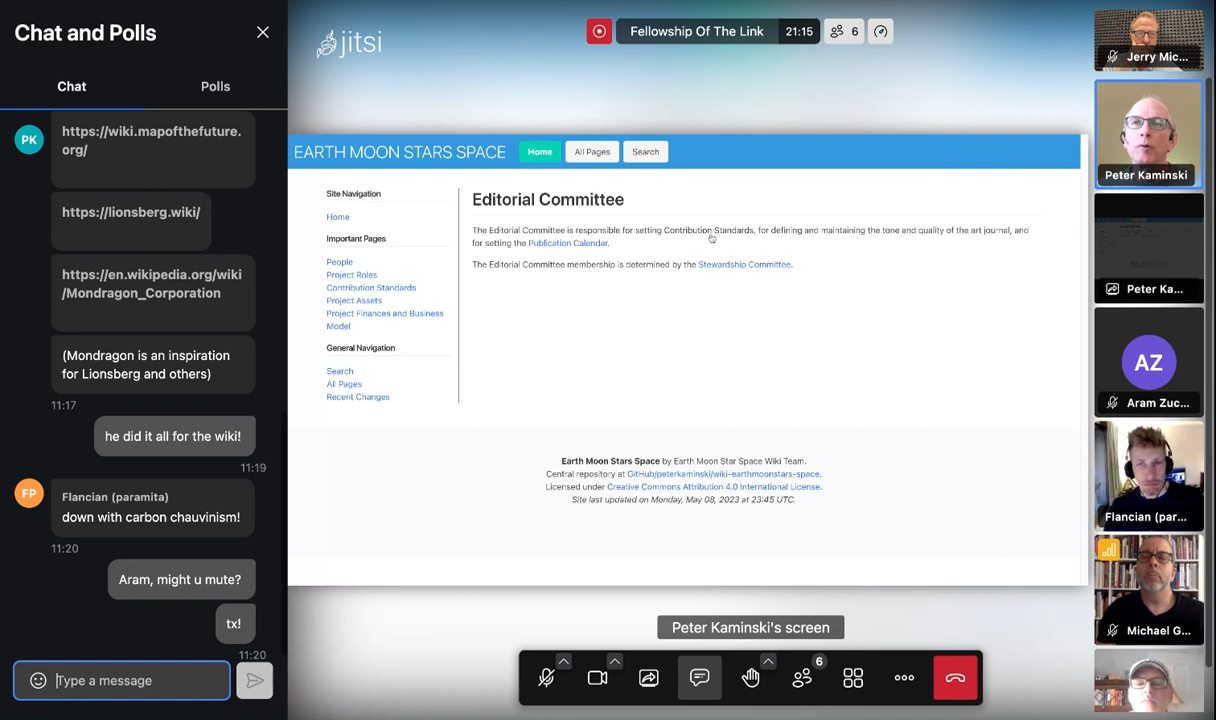 Chat and Polls
Chat
Polls
PK
https://wiki.mapofthefuture.
org/
https://lionsberg.wiki/
https://en.wikipedia.org/wiki
/Mondragon_Corporation
(Mondragon is an inspiration
for Lionsberg and others)
11:17
he did it all for the wiki!
11:19
FP
Flancian (paramita)
down with carbon chauvinism!
11:20
Aram, might u mute?
tx!
11:20
Type a message
jitsi
Fellowship Of The Link
21:15
6
EARTH MOON STARS SPACE
Home
All Pages
Search
Site Navigation
Home
Important Pages
People
Project Roles
Contribution Standards
Project Assets
Project Finances and Business
Model
General Navigation
Search
All Pages
Recent Changes
Editorial Committee
The Editorial Committee is responsible for setting Contribution Standards, for defining and maintaining the tone and quality of the art journal, and
for setting the Publication Calendar.
The Editorial Committee membership is determined by the Stewardship Committee.
Earth Moon Stars Space by Earth Moon Star Space Wiki Team.
Central repository at GitHub/peterkaminski/wiki-earthmoonstars-space.
Licensed under Creative Commons Attribution 4.0 International License.
Site last updated on Monday, May 08, 2023 at 23:45 UTC.
Peter Kaminski's screen
6
Jerry Mic...
Peter Kaminski
Peter Ka...
AZ
Aram Zuc...
Flancian (par...
Michael G...